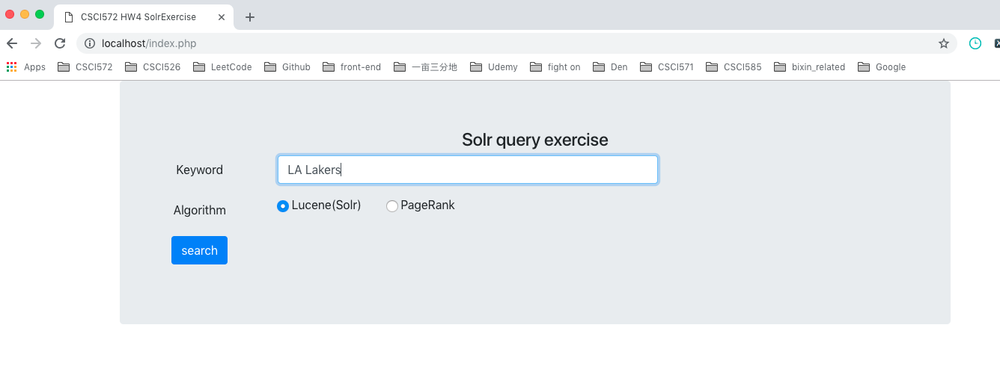 CSCI572 HW4 SolrExercise
localhost/index.php
Apps CSCI572 CSCI526 LeetCode Github front-end 一亩三分地 Udemy fight on Den CSCI571 CSCI585 bixin_related Google
Solr query exercise
Keyword LA Lakers
Algorithm Lucene(Solr) PageRank
search